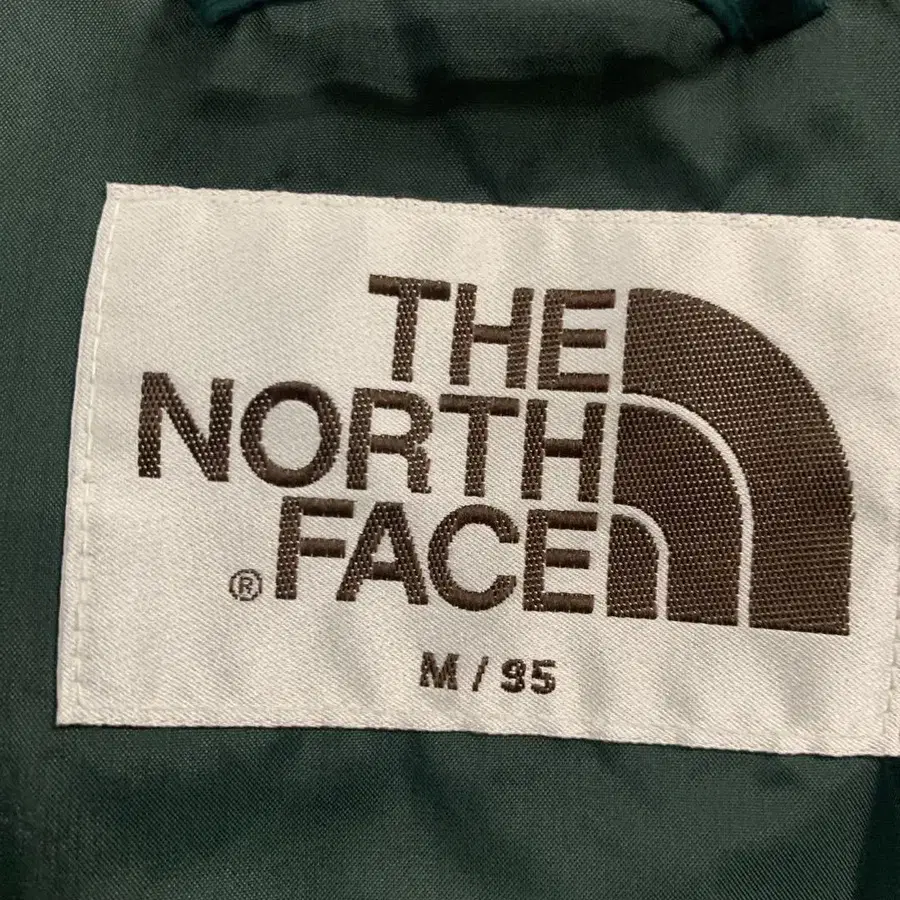 THE
NORTH
® FACE
M / 95